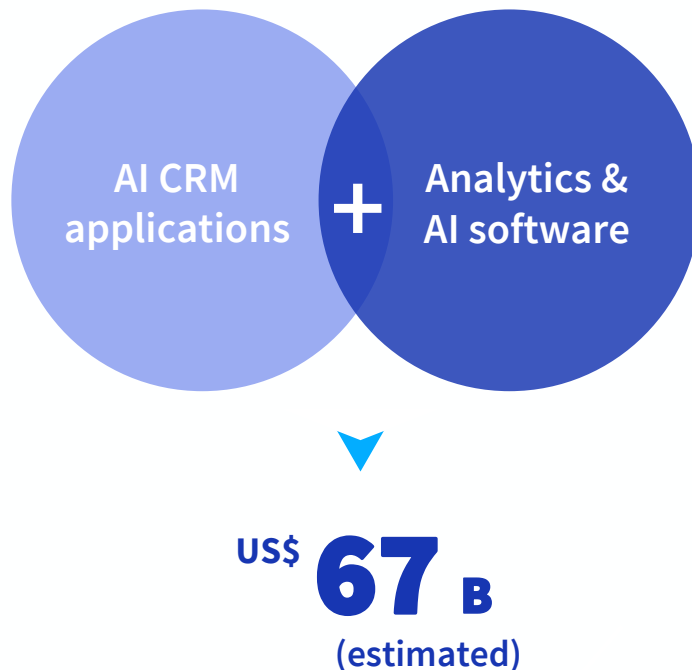 AI CRM
applications
+
Analytics &
AI software
US$ 67 B
(estimated)